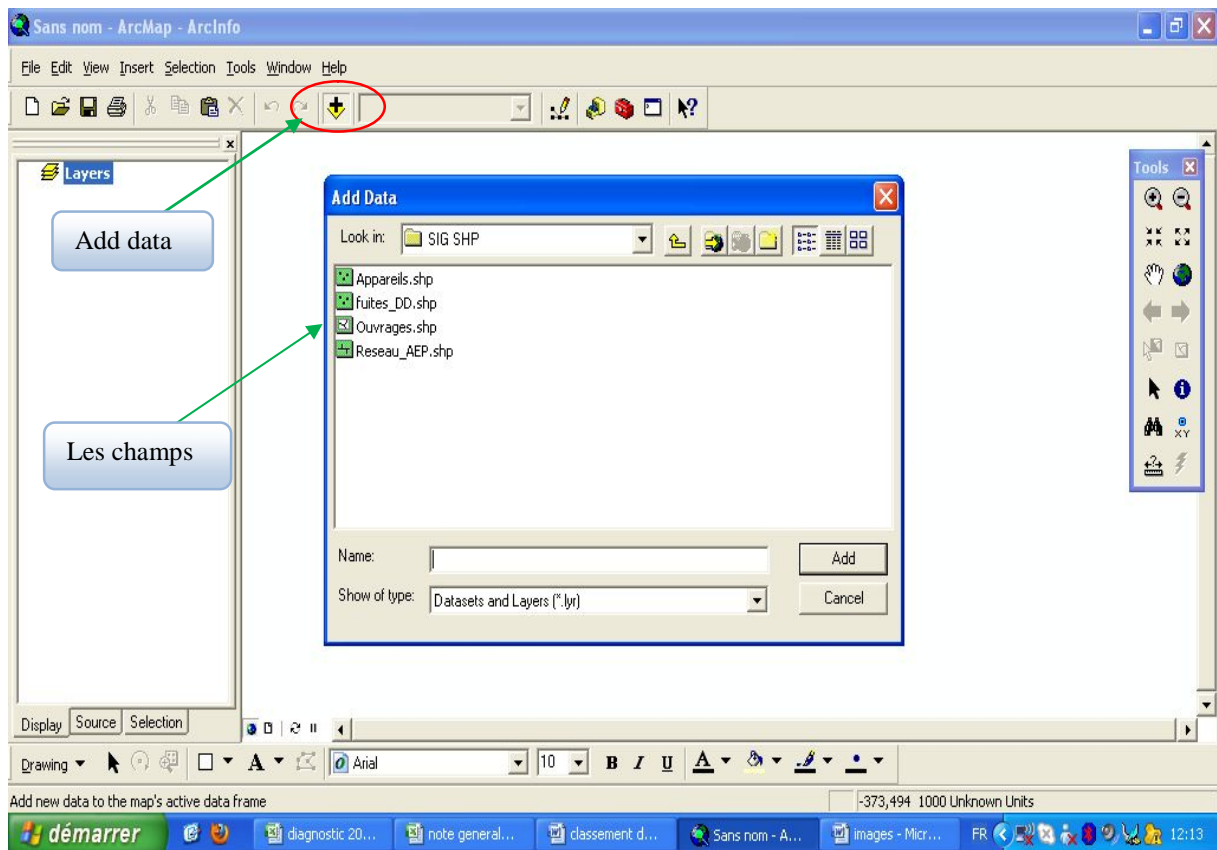 Sans nom - ArcMap - ArcInfo
File Edit View Insert Selection Tools Window Help
Layers
Add data
Les champs
Add Data
Look in: SIG SHP
Appareils.shp
fuites_DD.shp
Ouvrages.shp
Reseau_AEP.shp
Name:
Add
Show of type: Datasets and Layers (*.lyr)
Cancel
Tools
XY
Display Source Selection
Drawing A Arial 10 B I U A
Add new data to the map's active data frame
-373,494 1000 Unknown Units
démarrer
diagnostic 20...
note general...
classement d...
Sans nom - A...
images - Micr...
FR
12:13